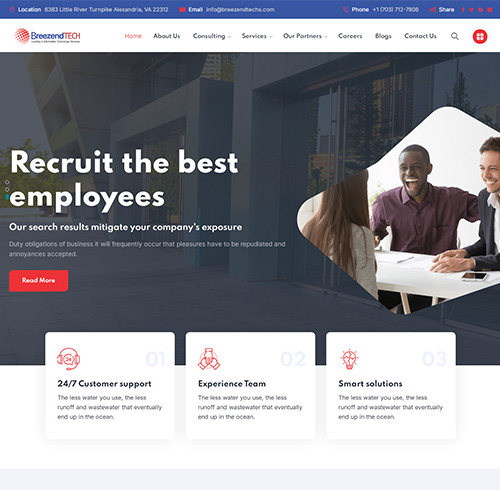 Location 6383 Little River Turnpike Alexandria, VA 22312 Email info@breezendtechs.com Phone +1 (703) 712-7808 Share
BreezendTECH
Home About Us Consulting Services Our Partners Careers Blogs Contact Us
Recruit the best
employees
Our search results mitigate your company's exposure
Duty obligations of business it will frequently occur that pleasures have to be repudiated and
annoyances accepted.
Read More
24
01
02
03
24/7 Customer support
The less water you use, the less
runoff and wastewater that eventually
end up in the ocean.
Experience Team
The less water you use, the less
runoff and wastewater that eventually
end up in the ocean.
Smart solutions
The less water you use, the less
runoff and wastewater that eventually
end up in the ocean.